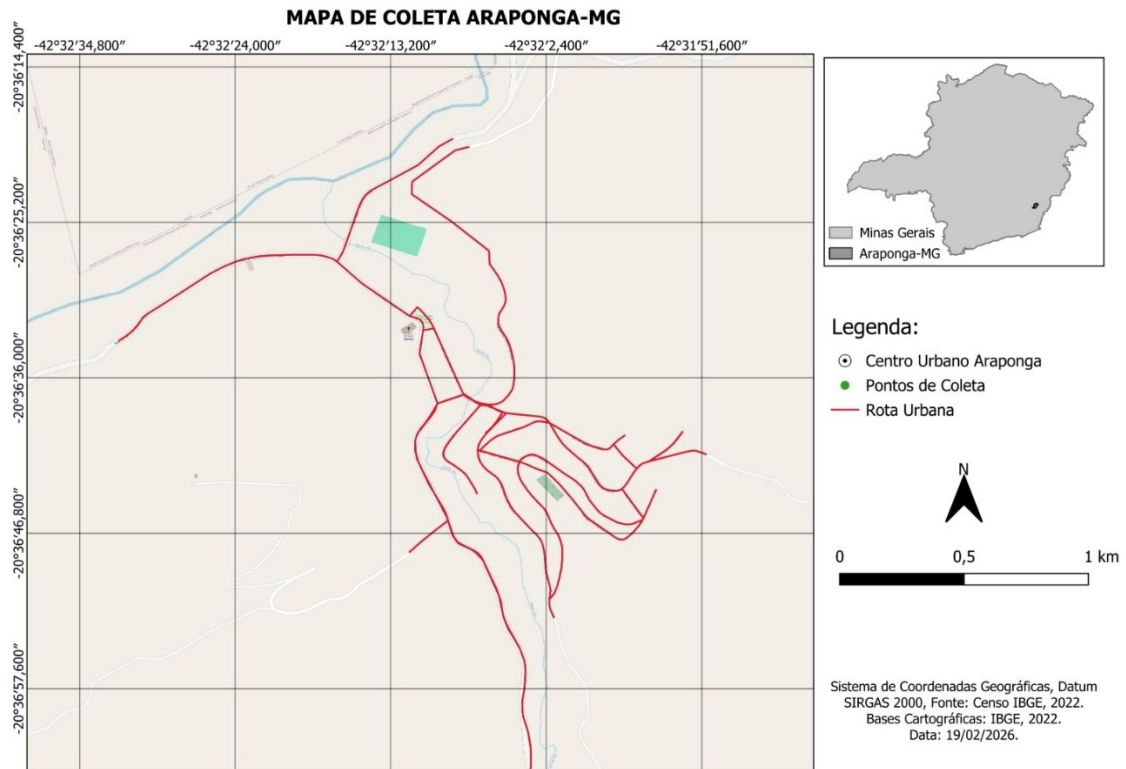 MAPA DE COLETA ARAPONGA-MG
-42°32′34,800″
-42°32′24,000″
-42°32′13,200″
-42°32′2,400″
-42°31′51,600″
-20°36′14,400″
-20°36′25,200″
-20°36′36,000″
-20°36′46,800″
-20°36′57,600″
Minas Gerais
Araponga-MG
Legenda:
Centro Urbano Araponga
Pontos de Coleta
Rota Urbana
N
0
0,5
1 km
Sistema de Coordenadas Geográficas, Datum
SIRGAS 2000, Fonte: Censo IBGE, 2022.
Bases Cartográficas: IBGE, 2022.
Data: 19/02/2026.